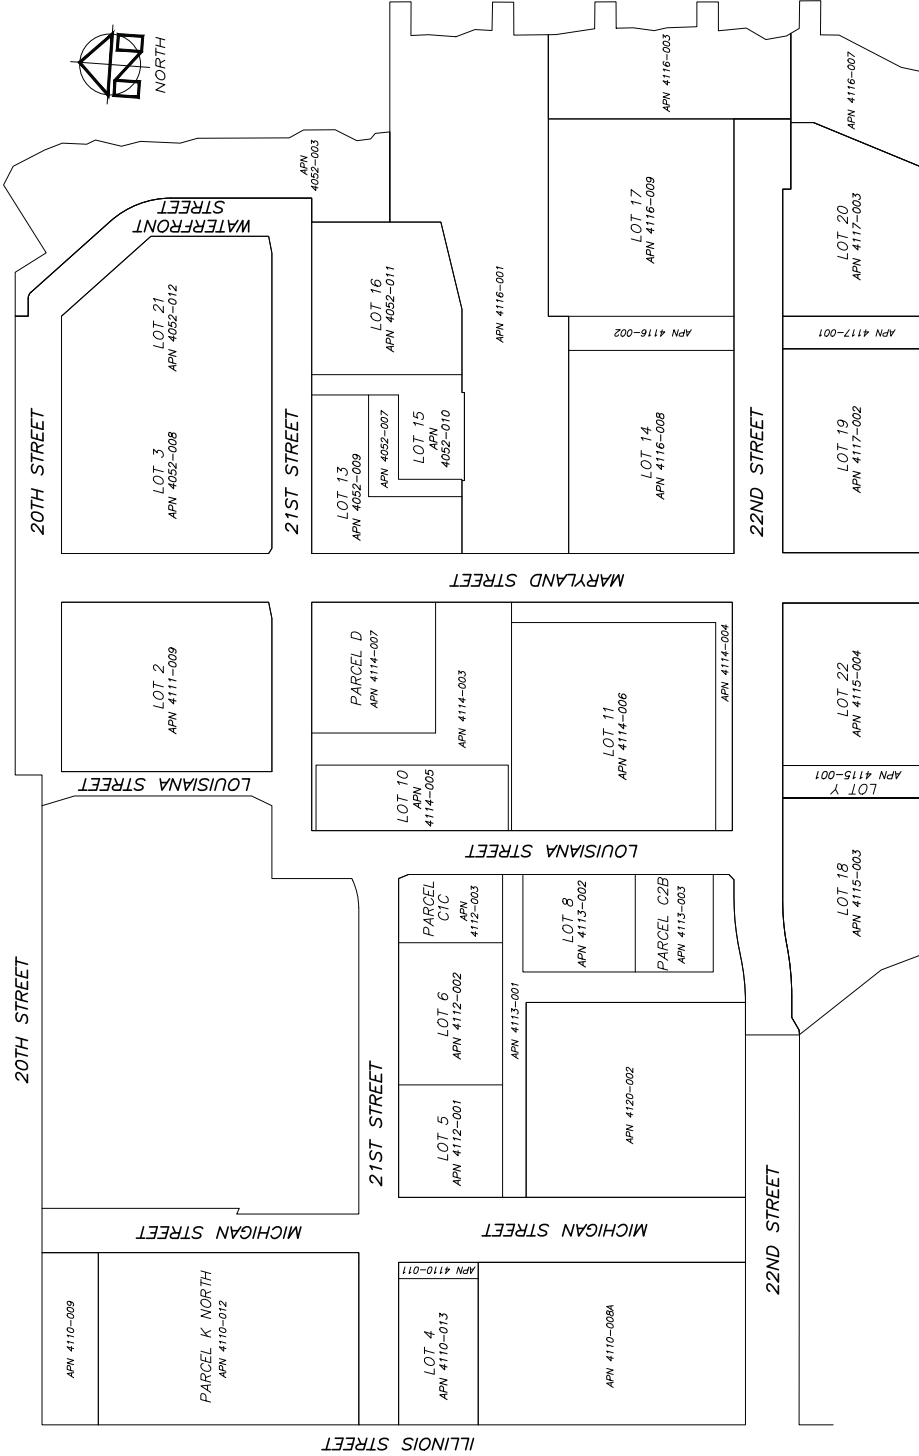 NORTH
WATERFRONT
STREET
20TH STREET
20TH STREET
21ST STREET
21ST STREET
22ND STREET
22ND STREET
MARYLAND STREET
LOUISIANA STREET
LOUISIANA STREET
MICHIGAN STREET
MICHIGAN STREET
ILLINOIS STREET
APN
4052-003
APN 4116-003
APN 4116-007
LOT 21
APN 4052-012
LOT 3
APN 4052-008
LOT 16
APN 4052-011
APN 4116-001
LOT 17
APN 4116-009
APN 4116-002
LOT 20
APN 4117-003
APN 4117-001
LOT 13
APN 4052-009
APN 4052-007
LOT 15
APN
4052-010
LOT 14
APN 4116-008
LOT 19
APN 4117-002
LOT 2
APN 4111-009
PARCEL D
APN 4114-007
APN 4114-003
LOT 10
APN
4114-005
LOT 11
APN 4114-006
APN 4114-004
LOT 22
APN 4115-004
LOT Y
APN 4115-001
LOT 18
APN 4115-003
PARCEL
C1C
APN
4112-003
LOT 6
APN 4112-002
LOT 5
APN 4112-001
APN 4113-001
LOT 8
APN 4113-002
PARCEL C2B
APN 4113-003
APN 4120-002
APN 4110-009
PARCEL K NORTH
APN 4110-012
APN 4110-011
LOT 4
APN 4110-013
APN 4110-008A